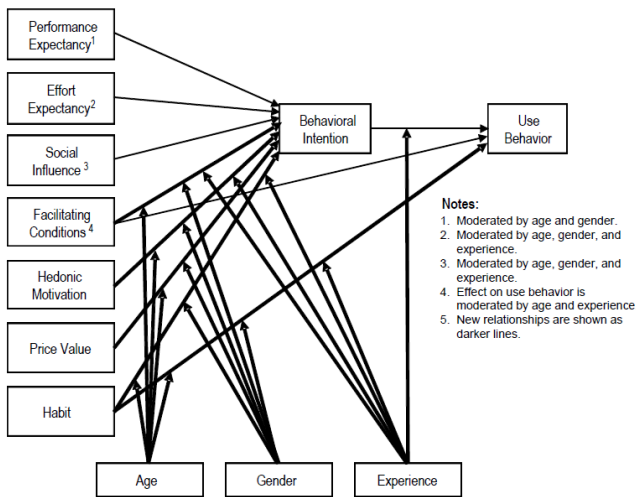 Performance
Expectancy1
Effort
Expectancy2
Social
Influence 3
Facilitating
Conditions 4
Hedonic
Motivation
Price Value
Habit
Behavioral
Intention
Use
Behavior
Notes:
1. Moderated by age and gender.
2. Moderated by age, gender, and
experience.
3. Moderated by age, gender, and
experience.
4. Effect on use behavior is
moderated by age and experience
5. New relationships are shown as
darker lines.
Age
Gender
Experience